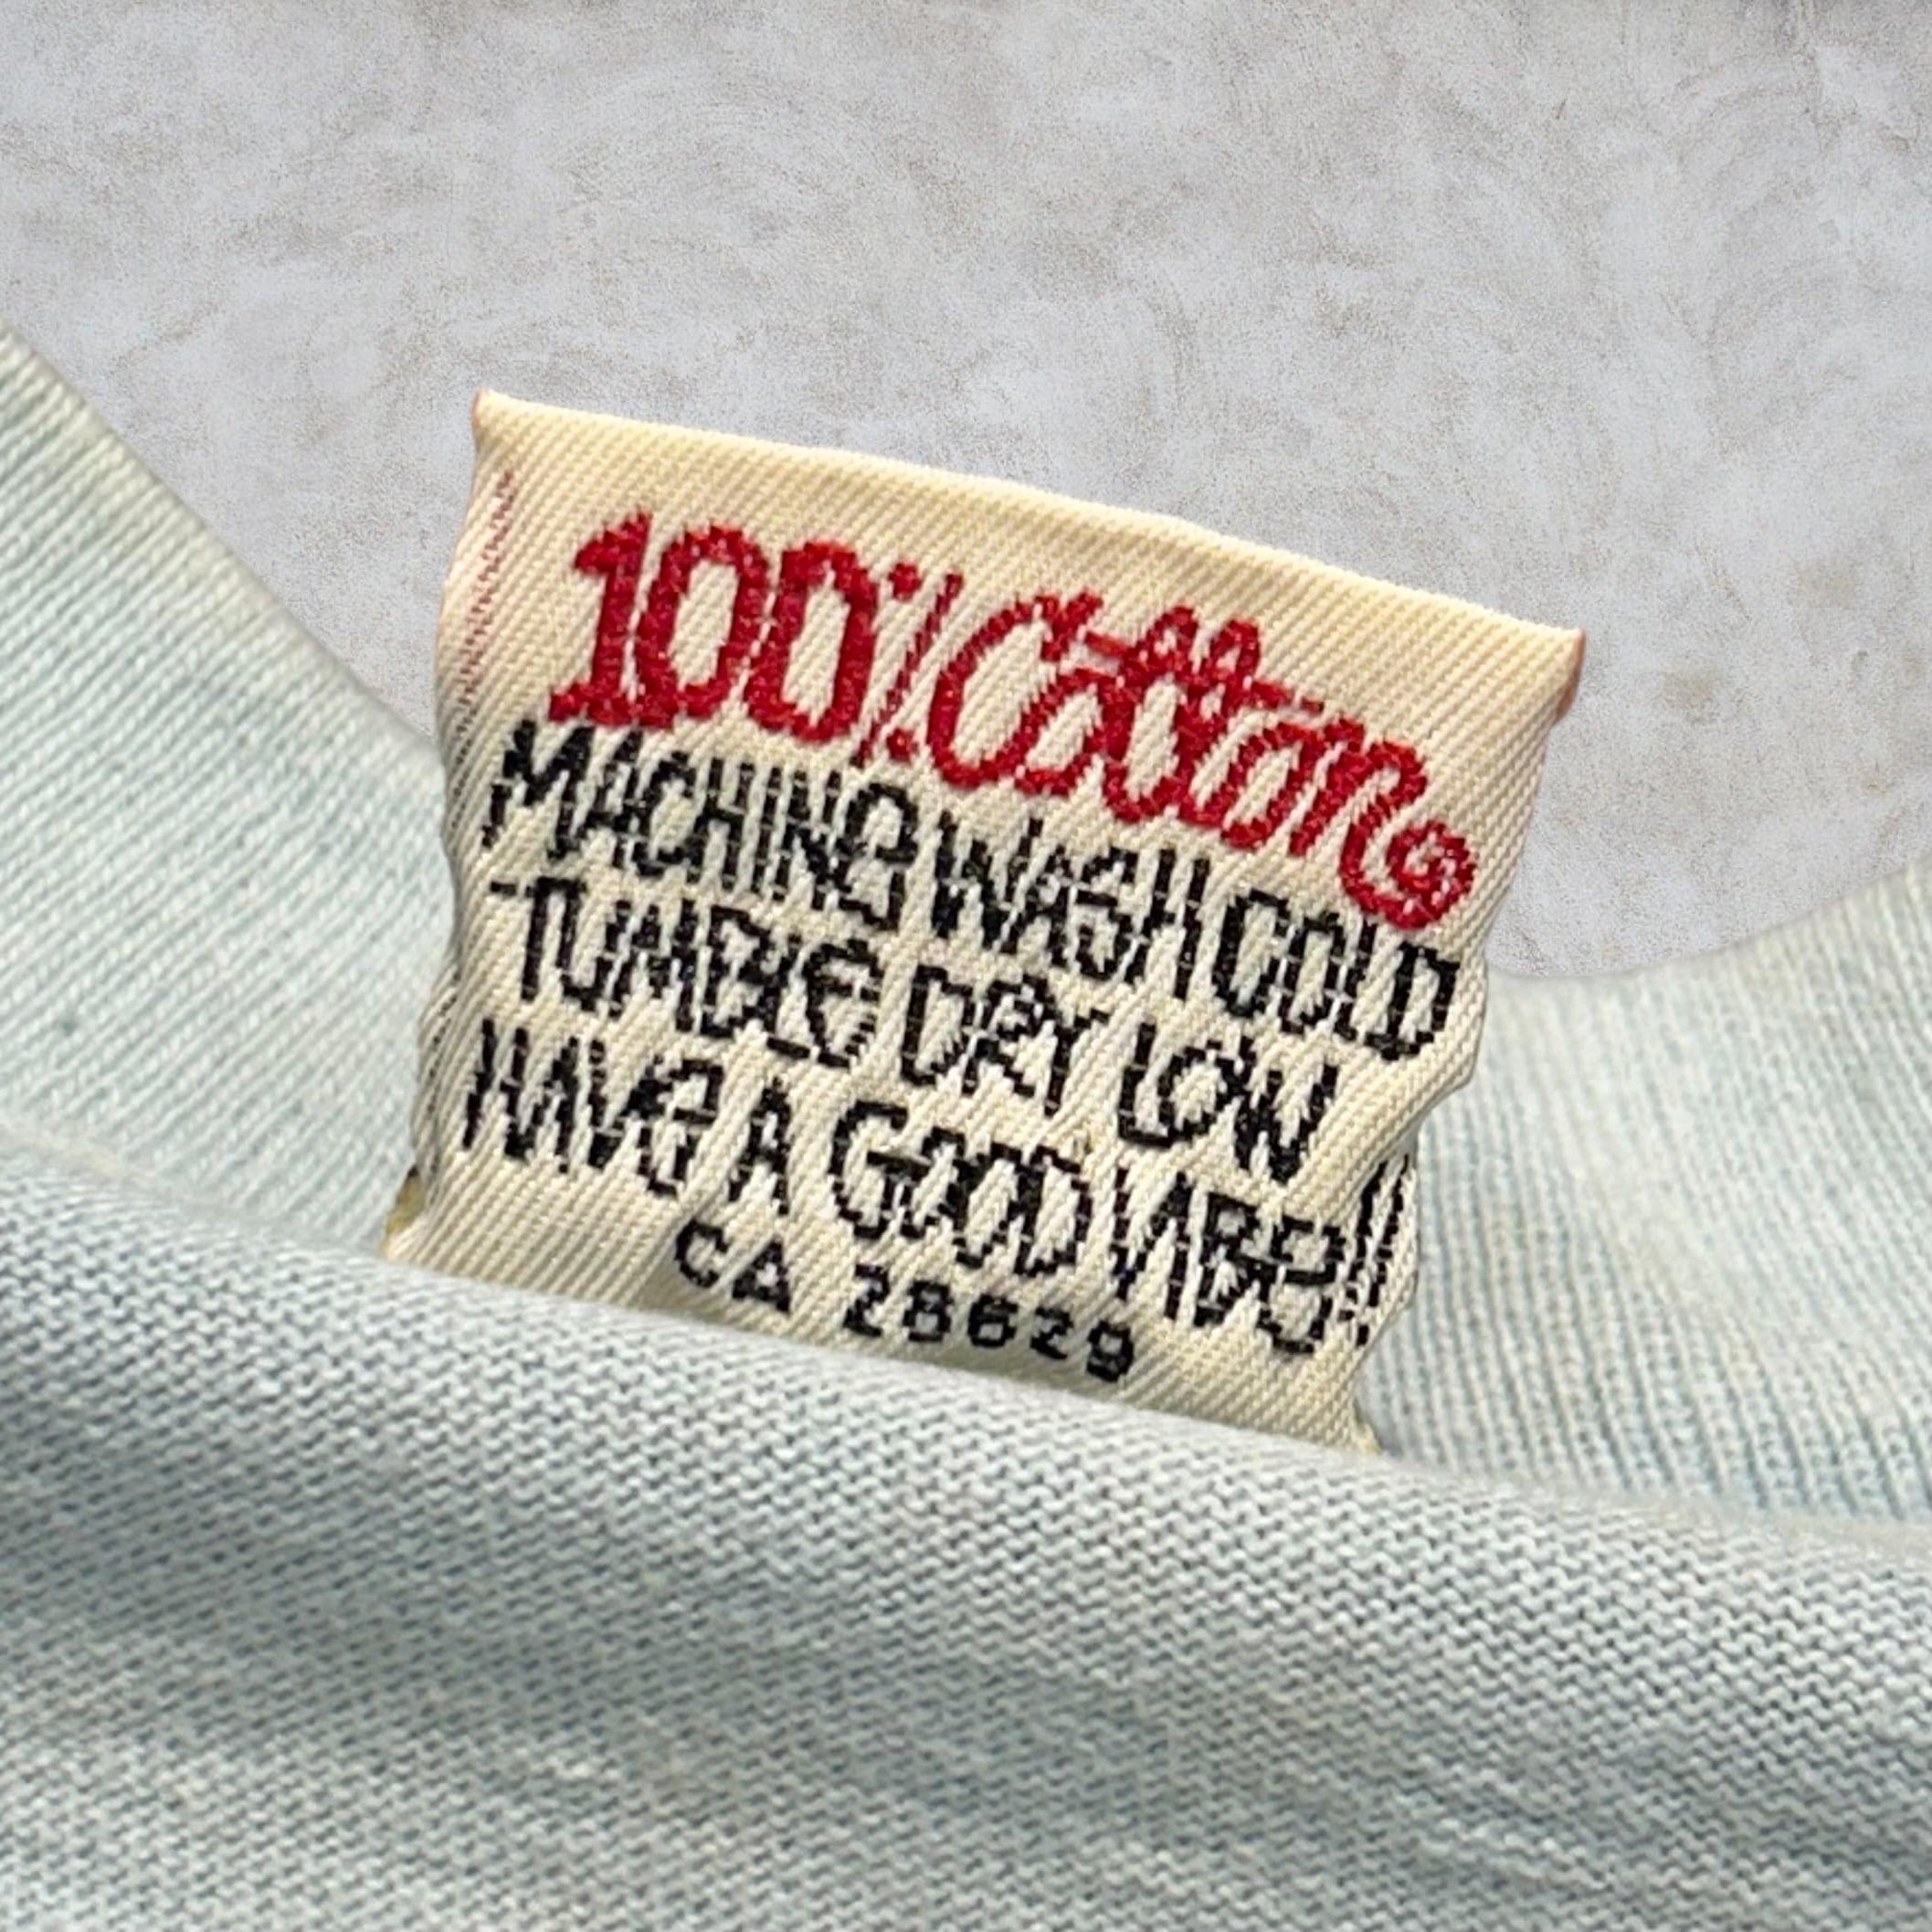 100% Cotton
MACHINE WASH COLD
TUMBLE DRY LOW
HAVE A GOOD VIBES!!
CA 28629